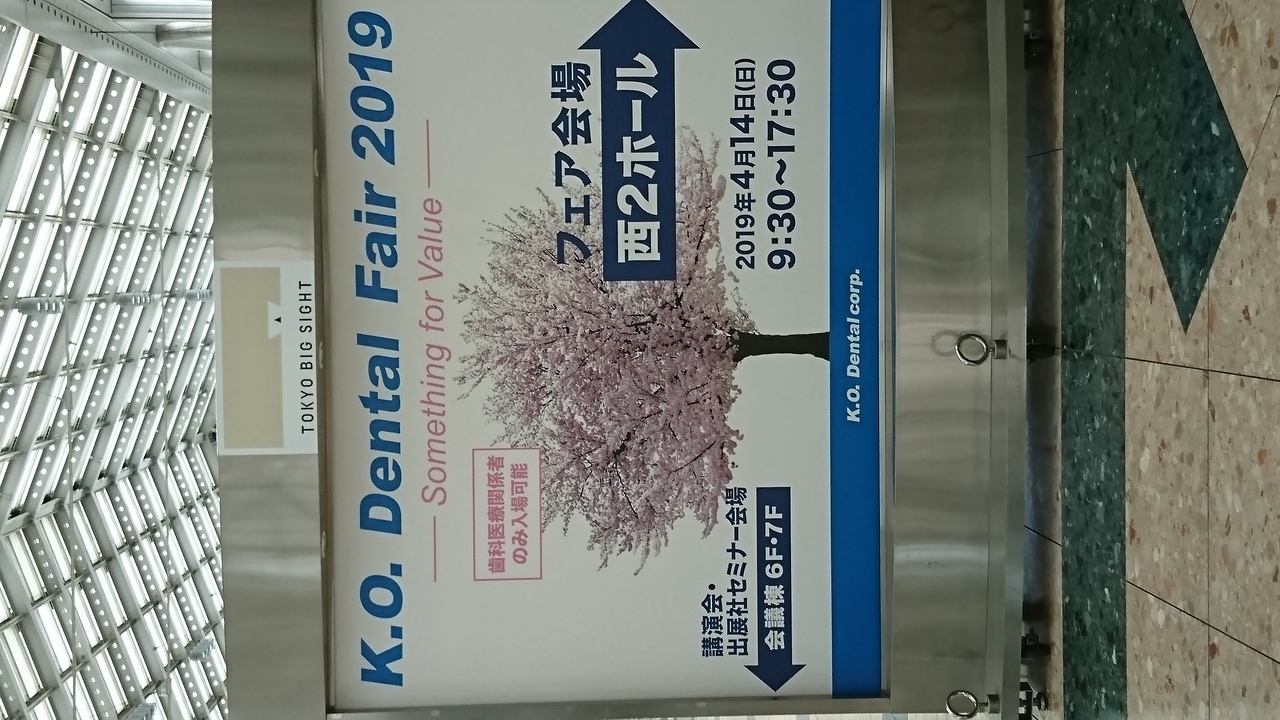 TOKYO BIG SIGHT
K.O. Dental Fair 2019
Something for Value
歯科医療関係者
のみ入場可能
フェア会場
西2ホール
2019年4月14日(日)
9:30~17:30
講演会・
出展社セミナー会場
会議棟 6F・7F
K.O. Dental corp.